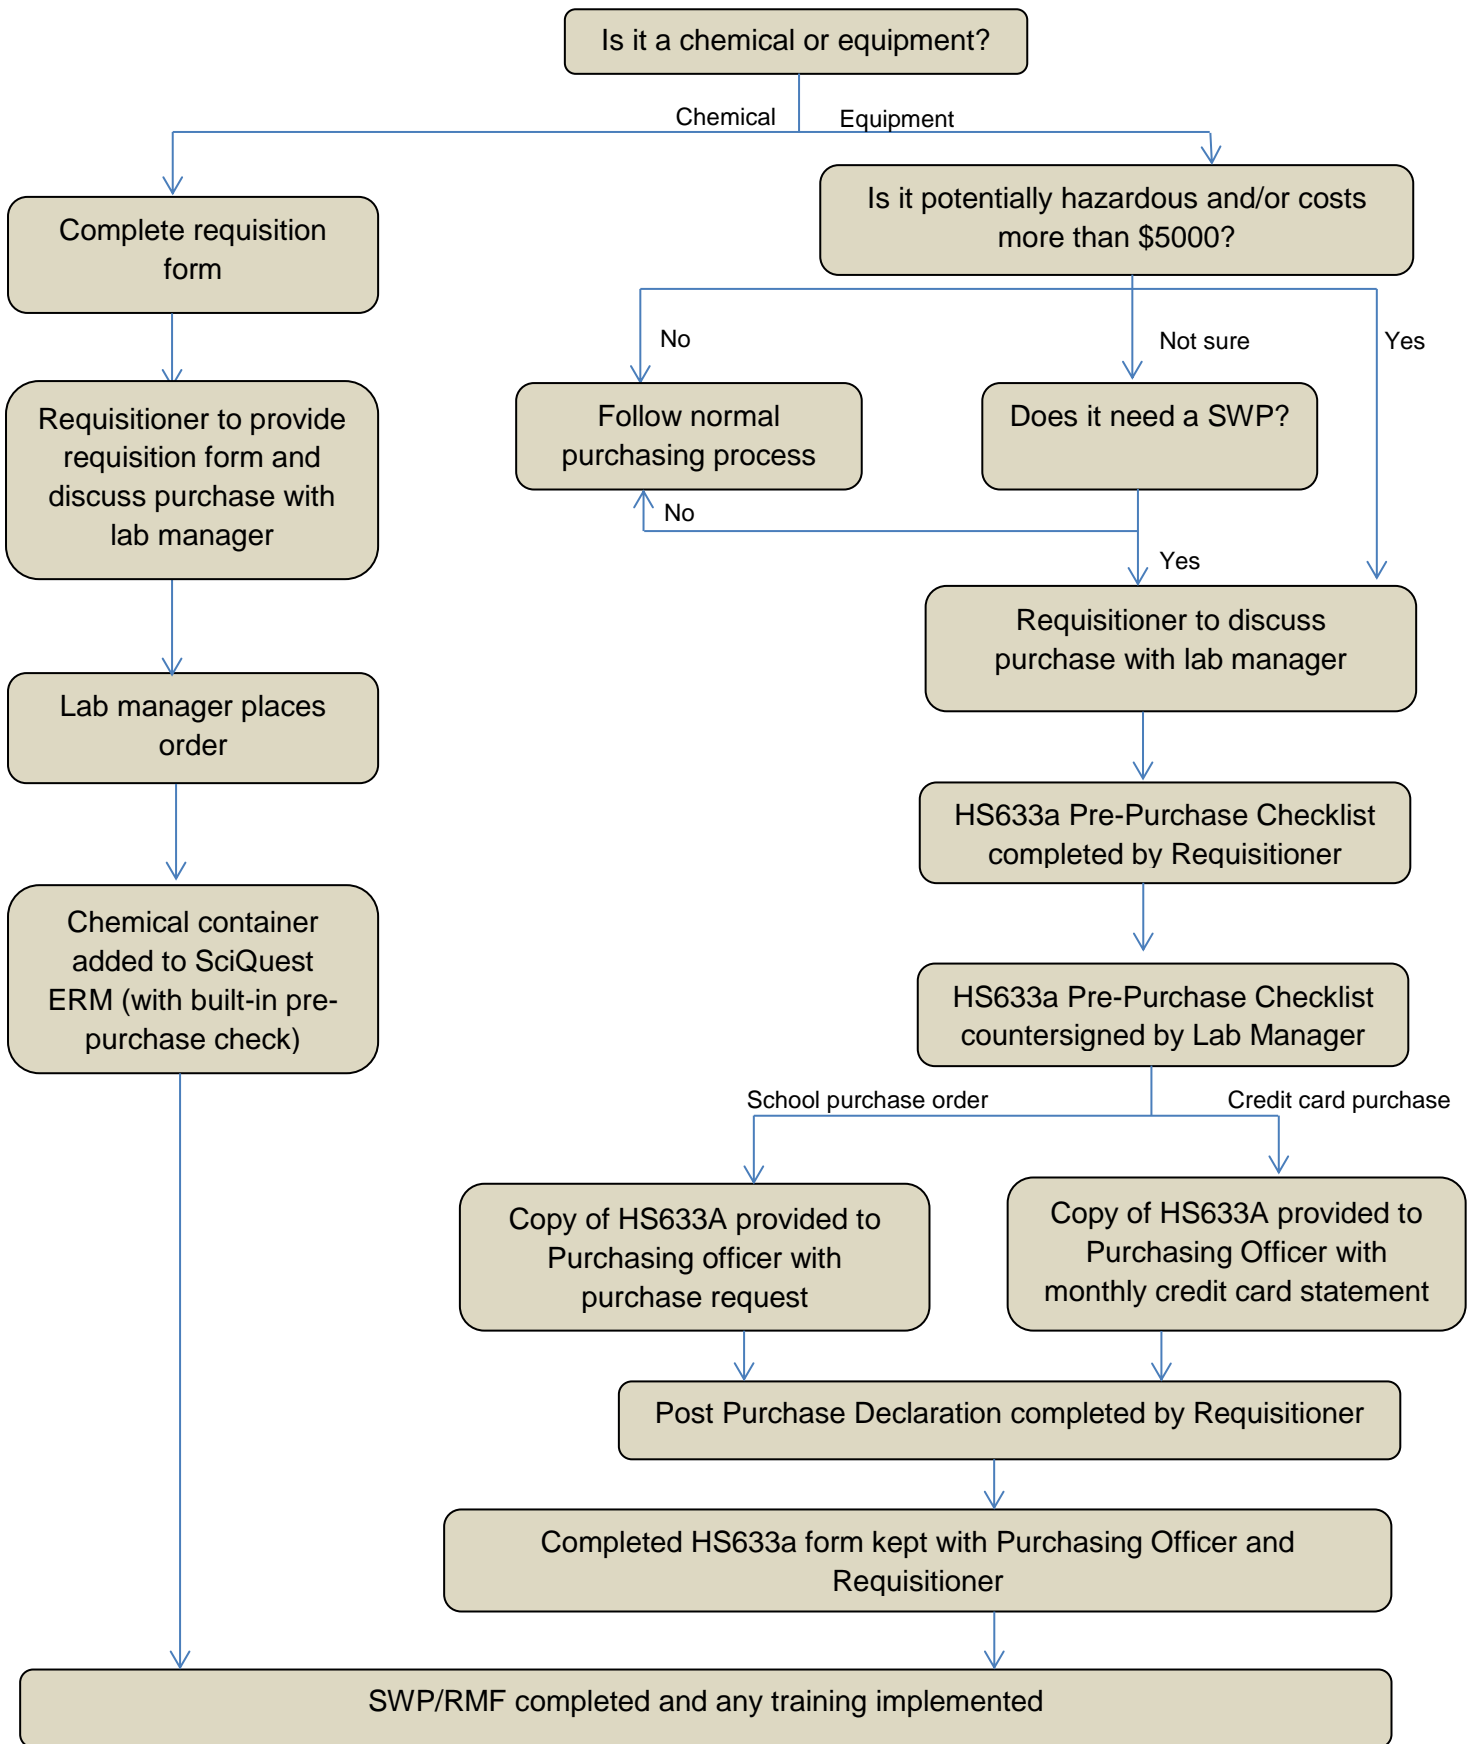 Is it a chemical or equipment?
Chemical
Equipment
Complete requisition
form
Requisitioner to provide
requisition form and
discuss purchase with
lab manager
Lab manager places
order
Chemical container
added to SciQuest
ERM (with built-in pre-
purchase check)
Is it potentially hazardous and/or costs
more than $5000?
No
Not sure
Yes
Follow normal
purchasing process
Does it need a SWP?
No
Yes
Requisitioner to discuss
purchase with lab manager
HS633a Pre-Purchase Checklist
completed by Requisitioner
HS633a Pre-Purchase Checklist
countersigned by Lab Manager
School purchase order
Credit card purchase
Copy of HS633A provided to
Purchasing officer with
purchase request
Copy of HS633A provided to
Purchasing Officer with
monthly credit card statement
Post Purchase Declaration completed by Requisitioner
Completed HS633a form kept with Purchasing Officer and
Requisitioner
SWP/RMF completed and any training implemented